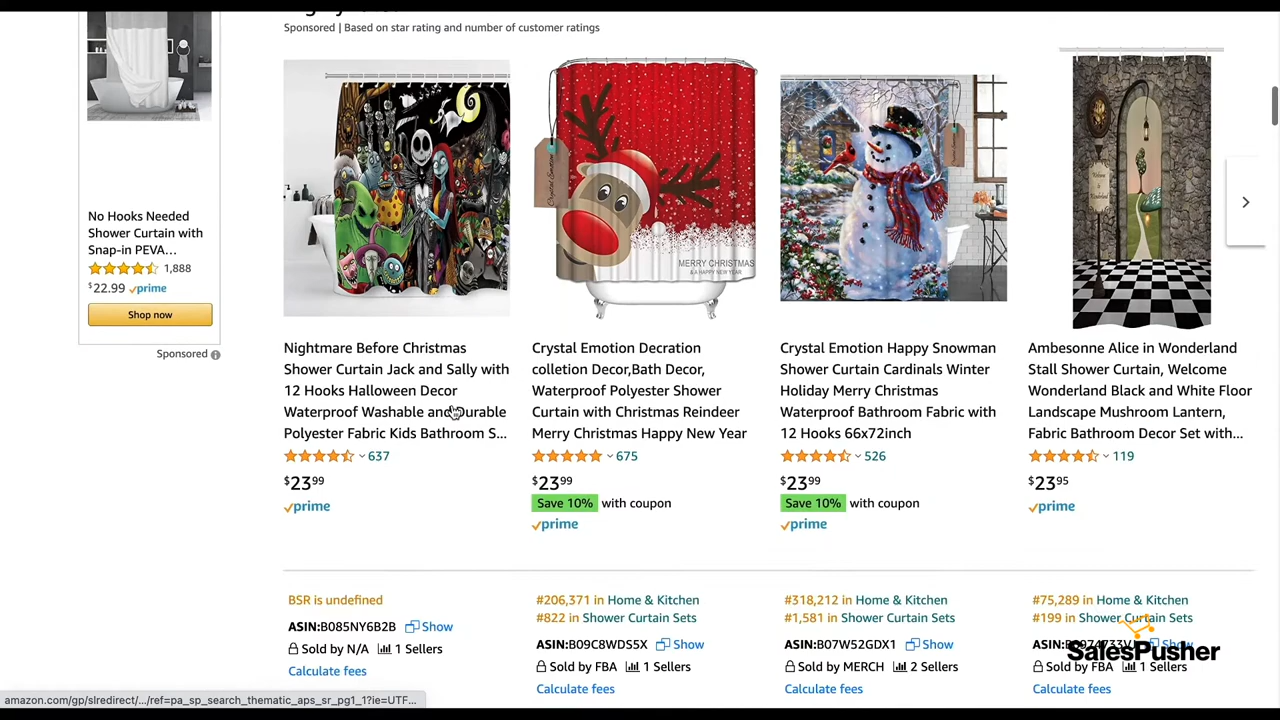 Sponsored | Based on star rating and number of customer ratings
No Hooks Needed
Shower Curtain with
Snap-in PEVA…
1,888
$22.99 prime
Shop now
Sponsored
MERRY CHRISTMAS
& A HAPPY NEW YEAR
Nightmare Before Christmas
Shower Curtain Jack and Sally with
12 Hooks Halloween Decor
Waterproof Washable and Durable
Polyester Fabric Kids Bathroom S...
637
$23.99
prime
Crystal Emotion Decration
colletion Decor,Bath Decor,
Waterproof Polyester Shower
Curtain with Christmas Reindeer
Merry Christmas Happy New Year
675
$23.99
Save 10% with coupon
prime
Crystal Emotion Happy Snowman
Shower Curtain Cardinals Winter
Holiday Merry Christmas
Waterproof Bathroom Fabric with
12 Hooks 66x72inch
526
$23.99
Save 10% with coupon
prime
Ambesonne Alice in Wonderland
Stall Shower Curtain, Welcome
Wonderland Black and White Floor
Landscape Mushroom Lantern,
Fabric Bathroom Decor Set with...
119
$23.95
prime
BSR is undefined
ASIN:B085NY6B2B Show
Sold by N/A 1 Sellers
Calculate fees
#206,371 in Home & Kitchen
#822 in Shower Curtain Sets
ASIN:B09C8WDS5X Show
Sold by FBA 1 Sellers
Calculate fees
#318,212 in Home & Kitchen
#1,581 in Shower Curtain Sets
ASIN:B07W52GDX1 Show
Sold by MERCH 2 Sellers
Calculate fees
#75,289 in Home & Kitchen
#199 in Shower Curtain Sets
Show
Sold by FBA 1 Sellers
Calculate fees
SalesPusher
amazon.com/gp/slredirect/.../ref=pa_sp_search_thematic_aps_sr_pg1_1?ie=UTF...